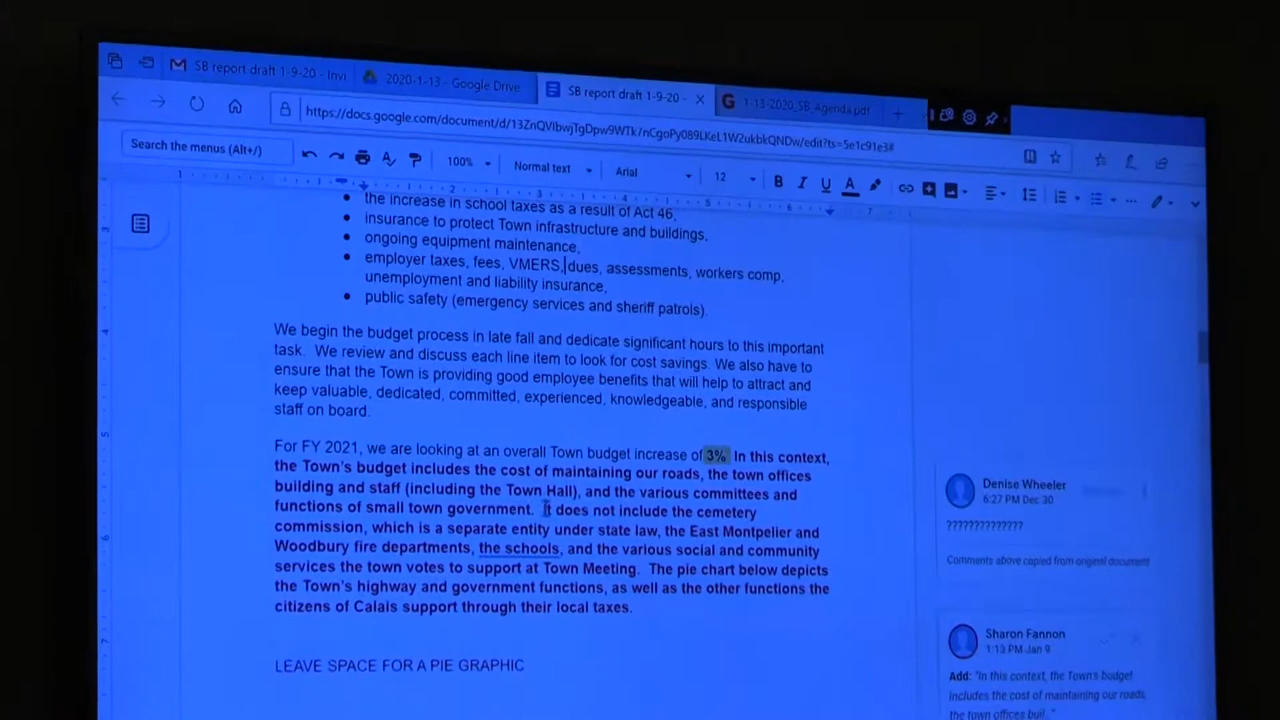 SB report draft 1-9-20 - Invi
2020-1-13 - Google Drive
SB report draft 1-9-20 -
1-13-2020_SB_Agenda.pdf
Search the menus (Alt+/)
100%
Normal text
Arial
12
the increase in school taxes as a result of Act 46,
insurance to protect Town infrastructure and buildings,
ongoing equipment maintenance,
employer taxes, fees, VMERS, dues, assessments, workers comp,
unemployment and liability insurance,
public safety (emergency services and sheriff patrols).
We begin the budget process in late fall and dedicate significant hours to this important
task. We review and discuss each line item to look for cost savings. We also have to
ensure that the Town is providing good employee benefits that will help to attract and
keep valuable, dedicated, committed, experienced, knowledgeable, and responsible
staff on board.
For FY 2021, we are looking at an overall Town budget increase of 3% In this context,
the Town's budget includes the cost of maintaining our roads, the town offices
building and staff (including the Town Hall), and the various committees and
functions of small town government. It does not include the cemetery
commission, which is a separate entity under state law, the East Montpelier and
Woodbury fire departments, the schools, and the various social and community
services the town votes to support at Town Meeting. The pie chart below depicts
the Town's highway and government functions, as well as the other functions the
citizens of Calais support through their local taxes.
LEAVE SPACE FOR A PIE GRAPHIC
Denise Wheeler
6:27 PM Dec 30
??????????????
Comments above copied from original document
Sharon Fannon
1:13 PM Jan 9
Add: "In this context, the Town's budget
includes the cost of maintaining our roads,
the town offices buil..."